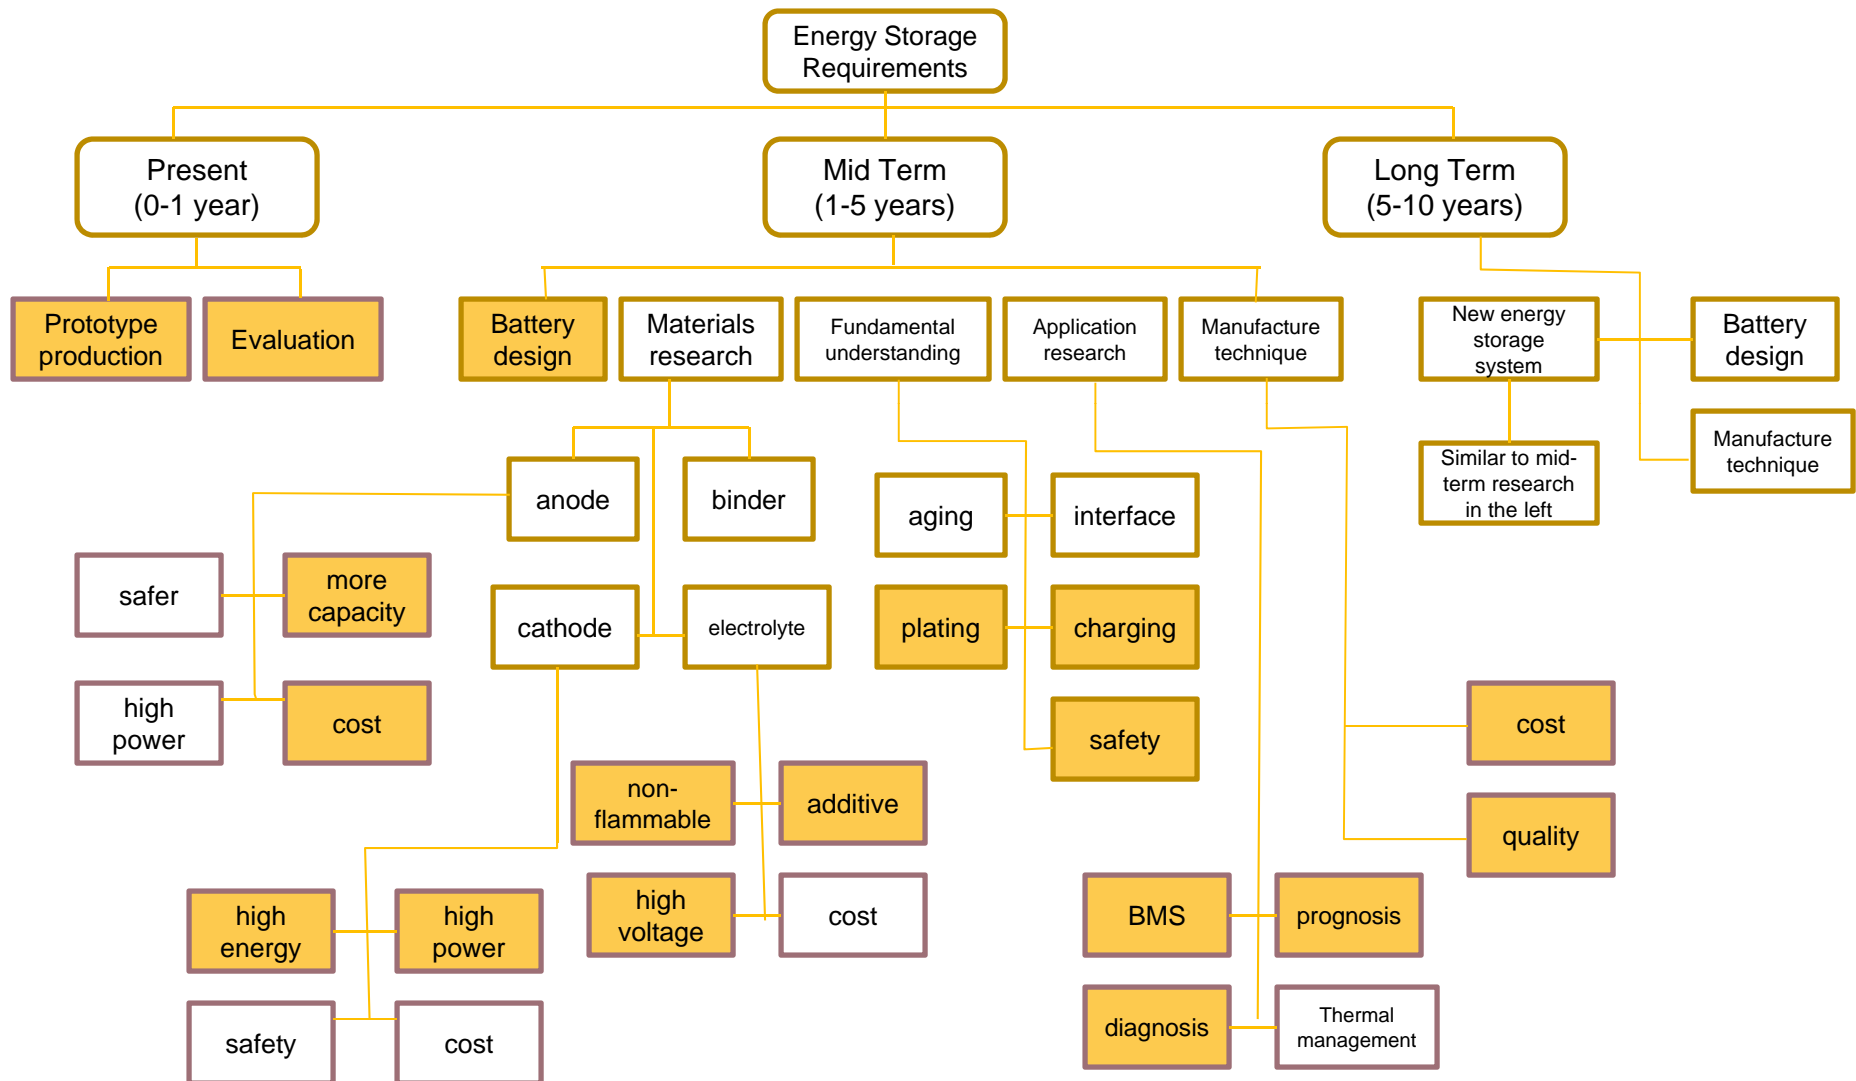 Energy Storage
Requirements
Present
(0-1 year)
Mid Term
(1-5 years)
Long Term
(5-10 years)
Prototype
production
Evaluation
Battery
design
Materials
research
Fundamental
understanding
Application
research
Manufacture
technique
New energy
storage
system
Battery
design
Similar to mid-
term research
in the left
Manufacture
technique
anode
binder
aging
interface
safer
more
capacity
cathode
electrolyte
plating
charging
high
power
cost
safety
cost
non-
flammable
additive
quality
high
energy
high
power
high
voltage
cost
BMS
prognosis
safety
cost
diagnosis
Thermal
management